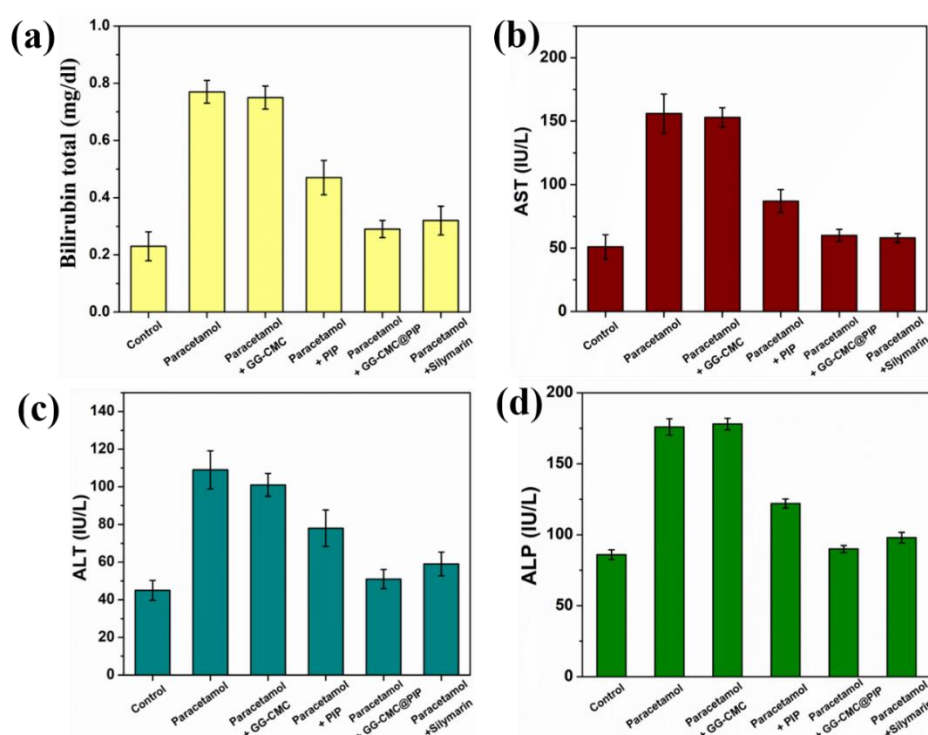 (a)
Bilirubin total (mg/dl)
1.0
0.8
0.6
0.4
0.2
0.0
Control
Paracetamol
Paracetamol
+ GG-CMC
Paracetamol
+ PIP
Paracetamol
+ GG-CMC@PIP
Paracetamol
+Silymarin
(b)
AST (IU/L)
200
150
100
50
0
Control
Paracetamol
Paracetamol
+ GG-CMC
Paracetamol
+ PIP
Paracetamol
+ GG-CMC@PIP
Paracetamol
+Silymarin
(c)
ALT (IU/L)
140
120
100
80
60
40
20
0
Control
Paracetamol
Paracetamol
+ GG-CMC
Paracetamol
+ PIP
Paracetamol
+ GG-CMC@PIP
Paracetamol
+Silymarin
(d)
ALP (IU/L)
200
150
100
50
0
Control
Paracetamol
Paracetamol
+ GG-CMC
Paracetamol
+ PIP
Paracetamol
+ GG-CMC@PIP
Paracetamol
+Silymarin